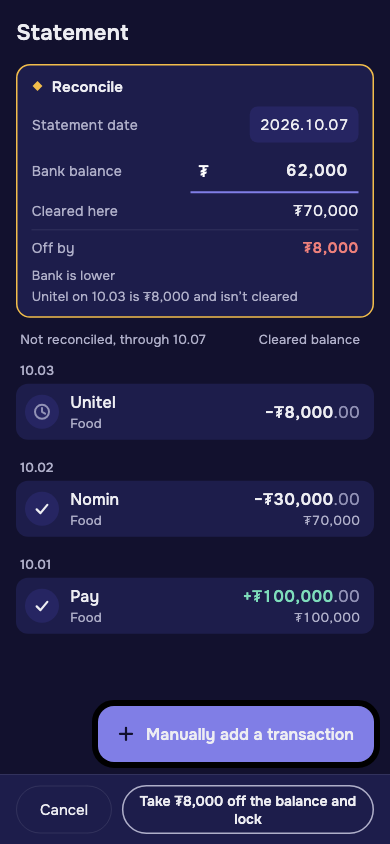 Statement
Reconcile
Statement date 2026.10.07
Bank balance ₮ 62,000
Cleared here ₮70,000
Off by ₮8,000
Bank is lower
Unitel on 10.03 is ₮8,000 and isn't cleared
Not reconciled, through 10.07 Cleared balance
10.03
Unitel −₮8,000.00
Food
10.02
Nomin −₮30,000.00
Food ₮70,000
10.01
Pay +₮100,000.00
Food ₮100,000
Manually add a transaction
Cancel
Take ₮8,000 off the balance and
lock